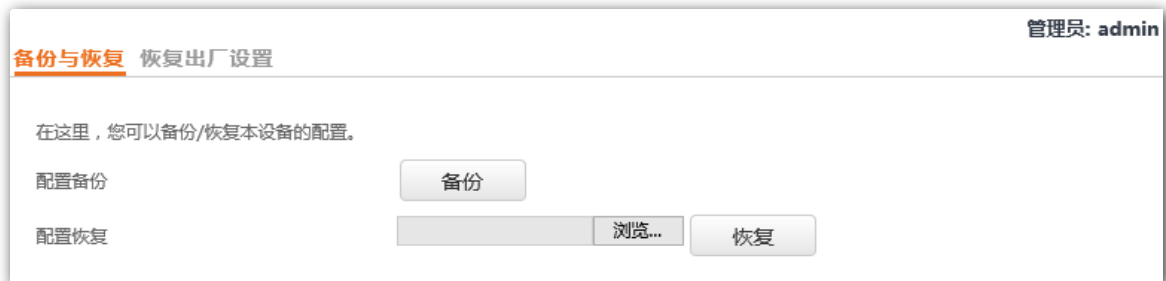 管理员: admin
备份与恢复 恢复出厂设置
在这里，您可以备份/恢复本设备的配置。
配置备份 备份
配置恢复 浏览... 恢复